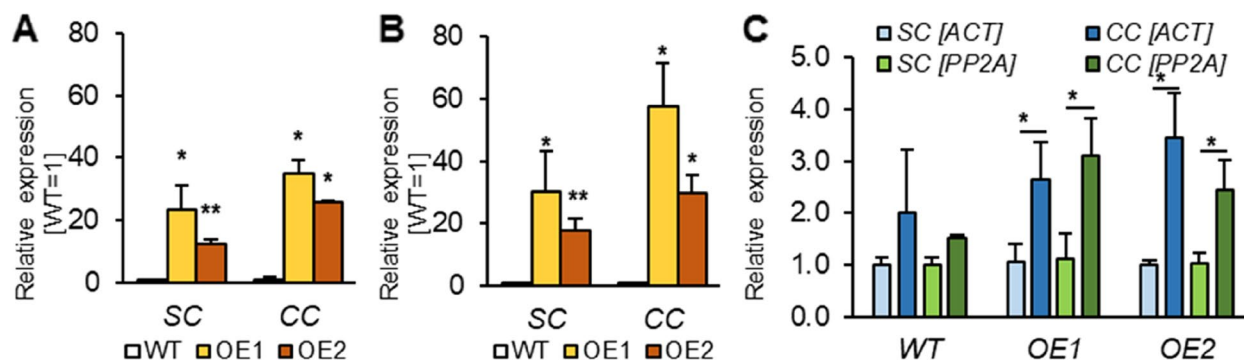 A
Relative expression
[WT=1]
80
60
40
20
0
*
**
*
*
SC
CC
WT
OE1
OE2
B
Relative expression
[WT=1]
80
60
40
20
0
*
**
*
*
SC
CC
WT
OE1
OE2
C
SC [ACT]
CC [ACT]
SC [PP2A]
CC [PP2A]
Relative expression
5.0
4.0
3.0
2.0
1.0
0.0
*
*
*
*
WT
OE1
OE2